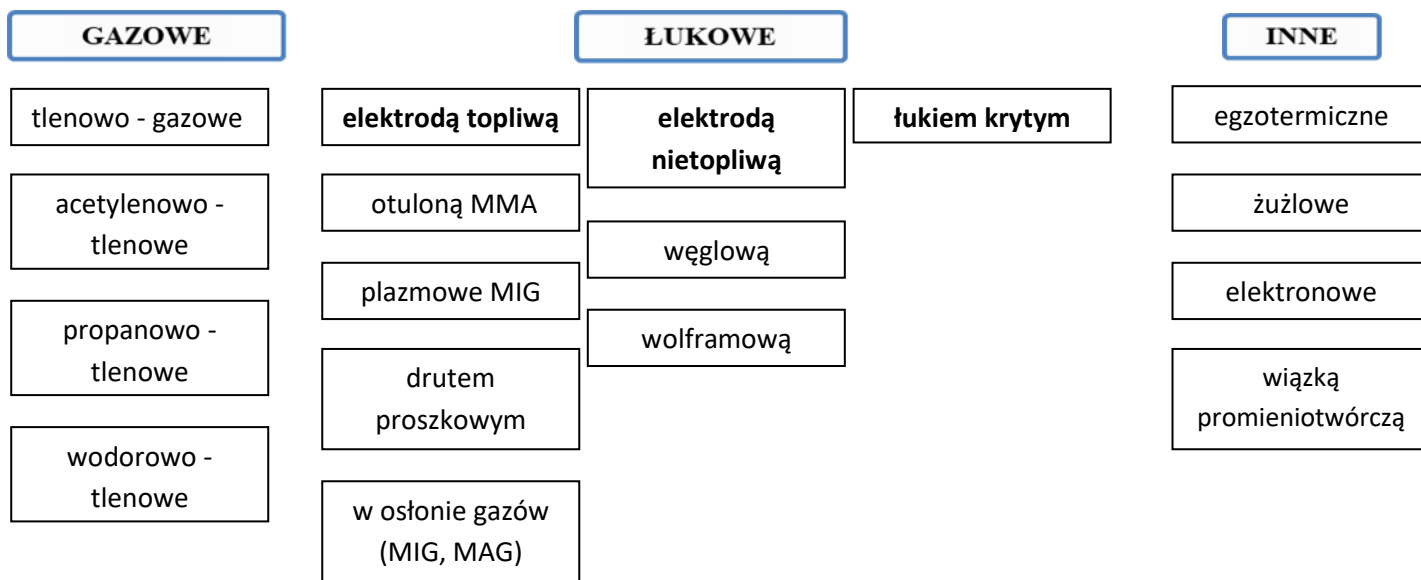 GAZOWE
ŁUKOWE
INNE
tlenowo - gazowe
acetylenowo -
tlenowe
propanowo -
tlenowe
wodorowo -
tlenowe
elektrodą topliwą
otuloną MMA
plazmowe MIG
drutem
proszkowym
w osłonie gazów
(MIG, MAG)
elektrodą
nietopliwą
węglową
wolframową
łukiem krytym
egzotermiczne
żużlowe
elektronowe
wiązką
promieniotwórczą